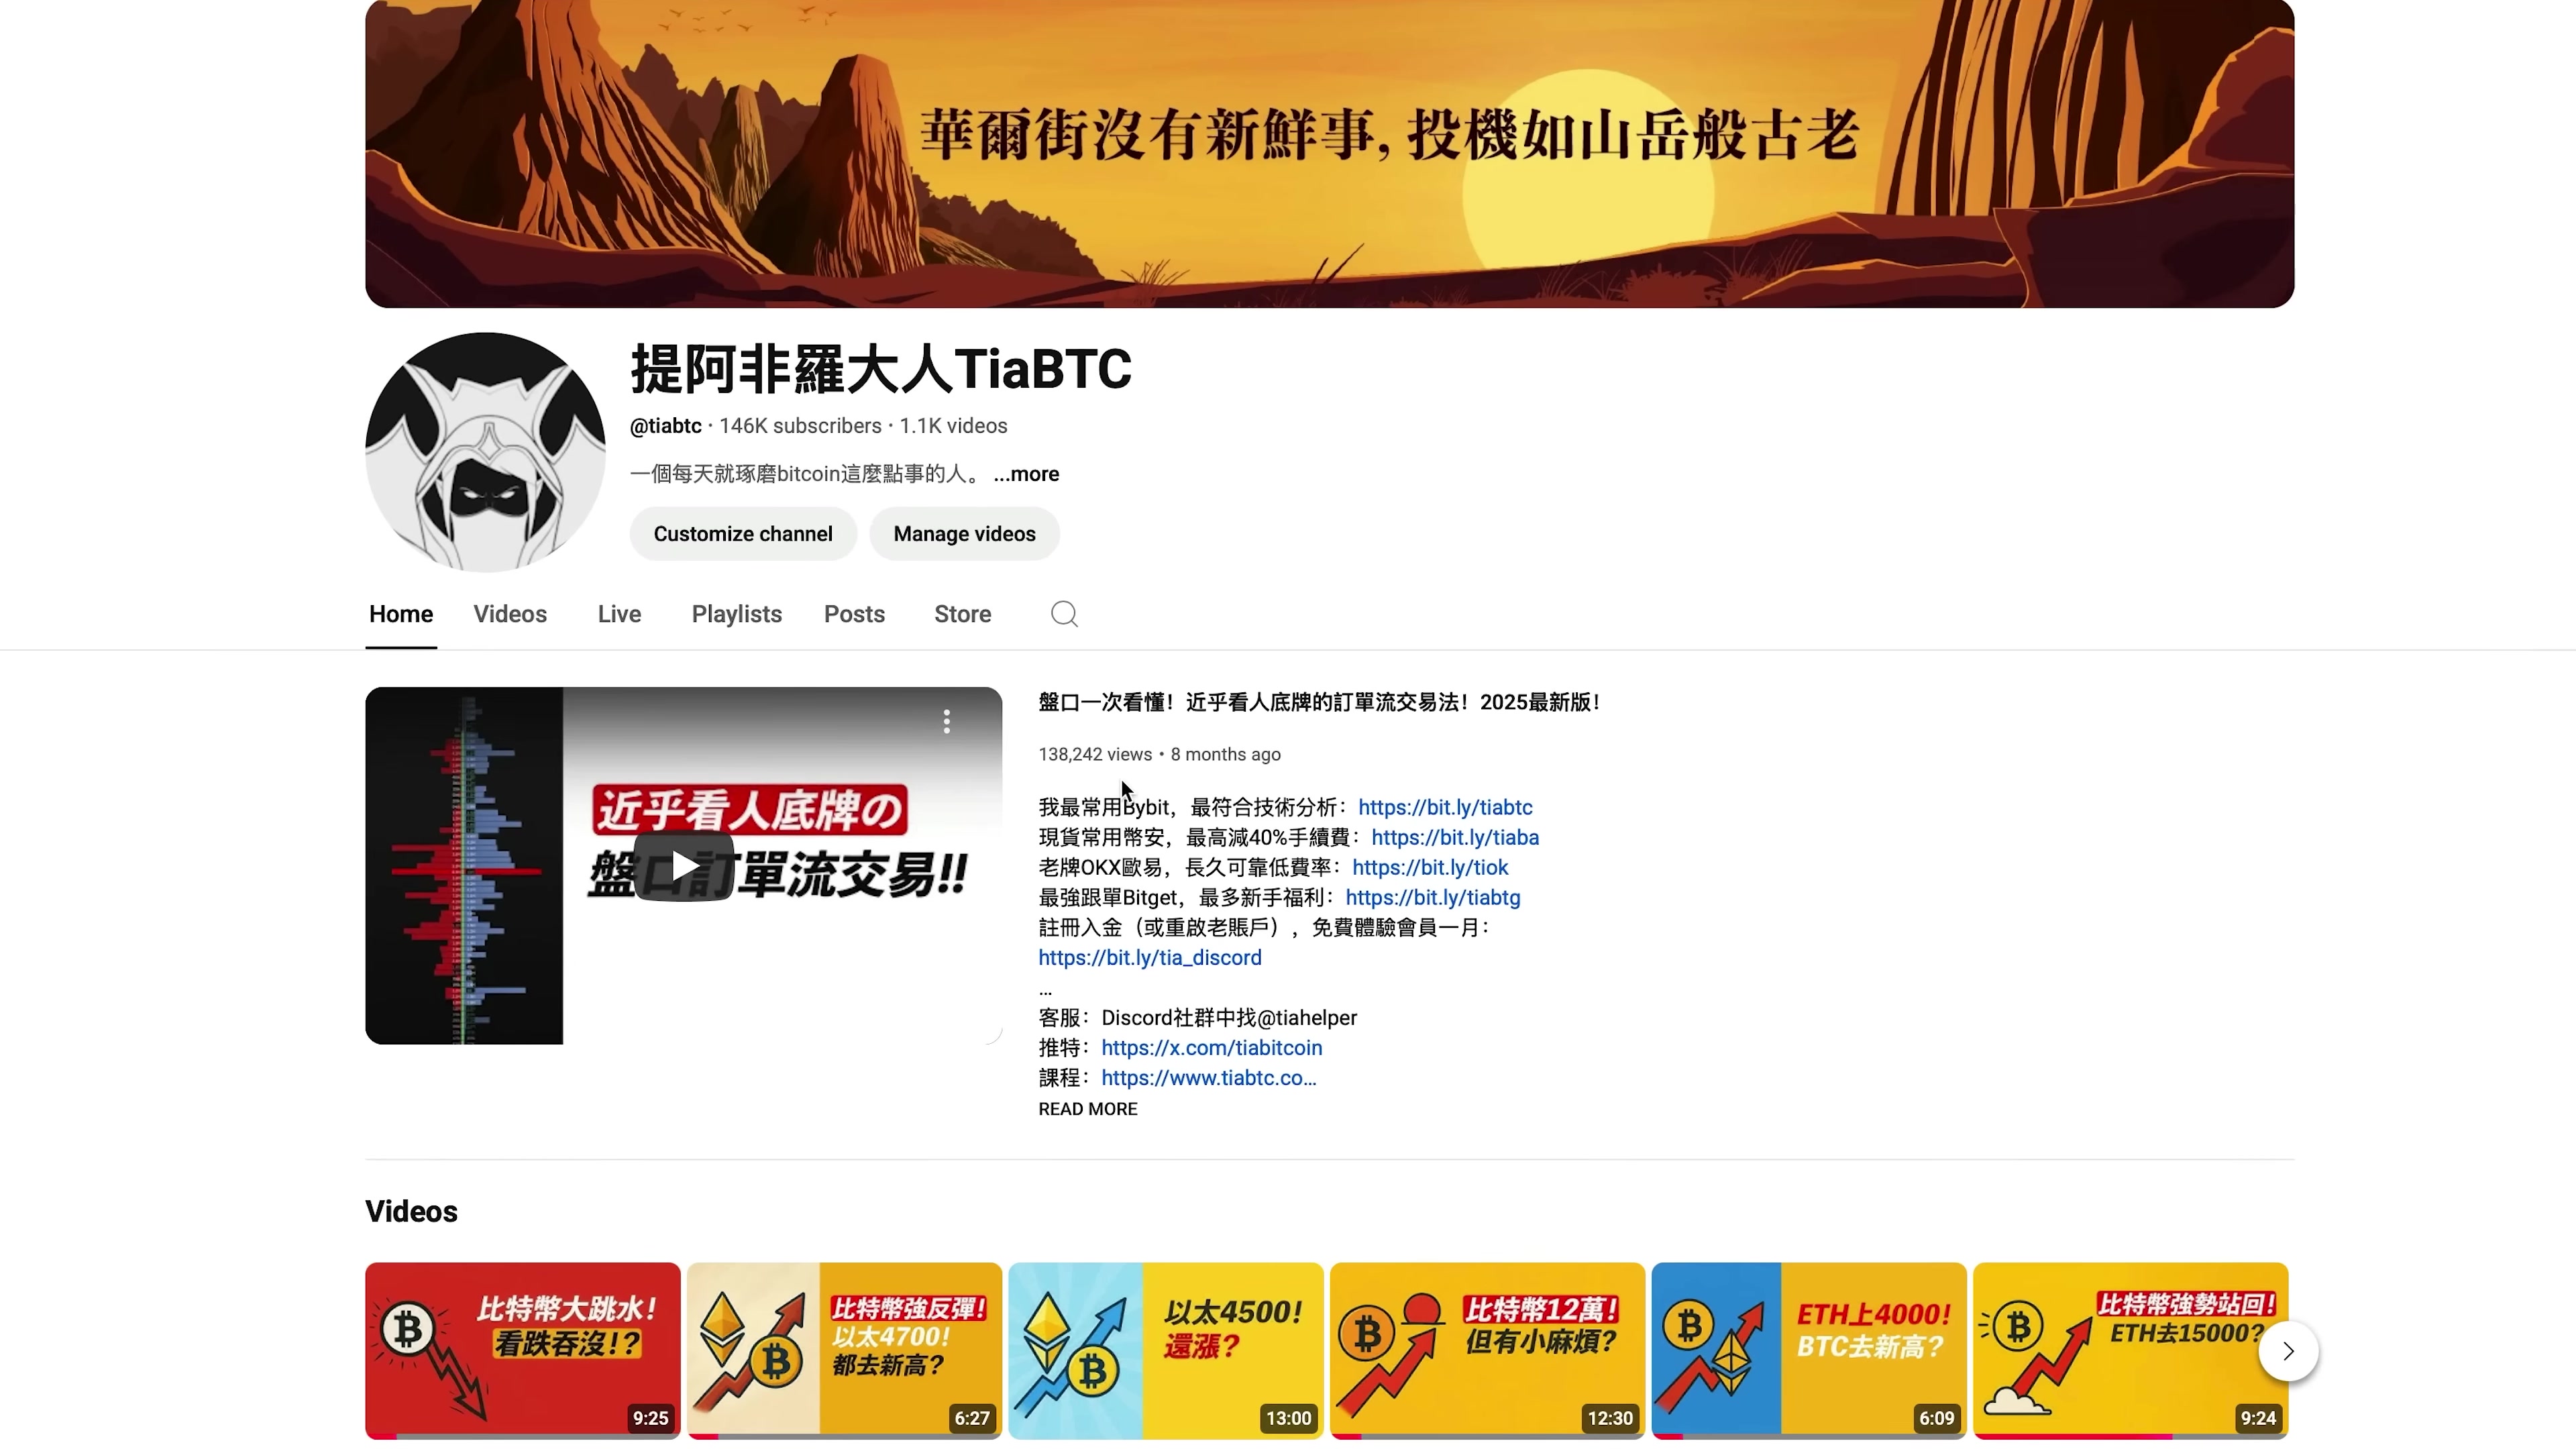 華爾街沒有新鮮事, 投機如山岳般古老
提阿非羅大人TiaBTC
@tiabtc · 146K subscribers · 1.1K videos
一個每天就琢磨bitcoin這麼點事的人。 ...more
Customize channel
Manage videos
Home Videos Live Playlists Posts Store
近乎看人底牌の
盤口訂單流交易!!
盤口一次看懂！近乎看人底牌的訂單流交易法！2025最新版！
138,242 views • 8 months ago
我最常用Bybit，最符合技術分析：https://bit.ly/tiabtc
現貨常用幣安，最高減40%手續費：https://bit.ly/tiaba
老牌OKX歐易，長久可靠低費率：https://bit.ly/tiok
最強跟單Bitget，最多新手福利：https://bit.ly/tiabtg
註冊入金（或重啟老賬戶），免費體驗會員一月：
https://bit.ly/tia_discord
...
客服：Discord社群中找@tiahelper
推特：https://x.com/tiabitcoin
課程：https://www.tiabtc.co...
READ MORE
Videos
比特幣大跳水!
看跌吞沒!?
9:25
比特幣強反彈!
以太4700!
都去新高?
6:27
以太4500!
還漲?
13:00
比特幣12萬!
但有小麻煩?
12:30
ETH上4000!
BTC去新高?
6:09
比特幣強勢站回!
ETH去15000?
9:24